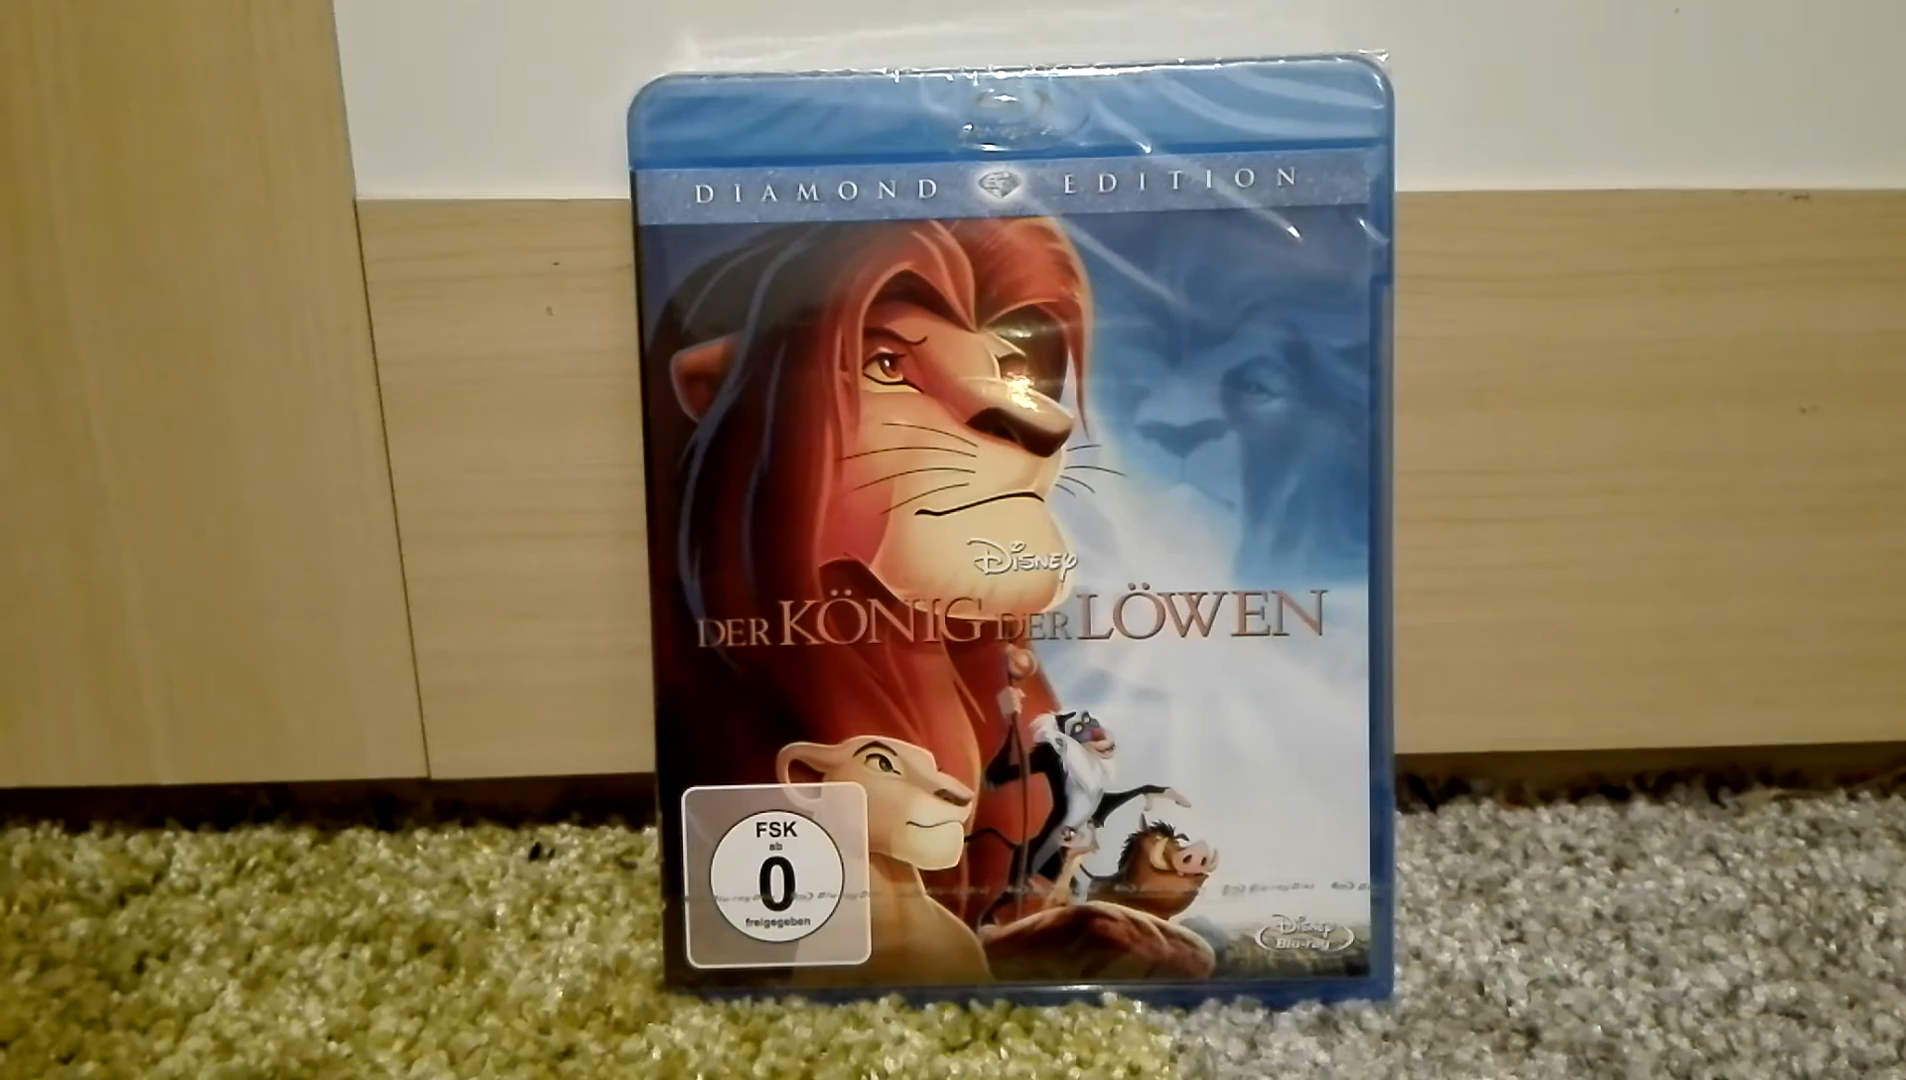 DIAMOND EDITION
Disney
DER KÖNIG DER LÖWEN
FSK
ab
0
freigegeben
Disney
Blu-ray